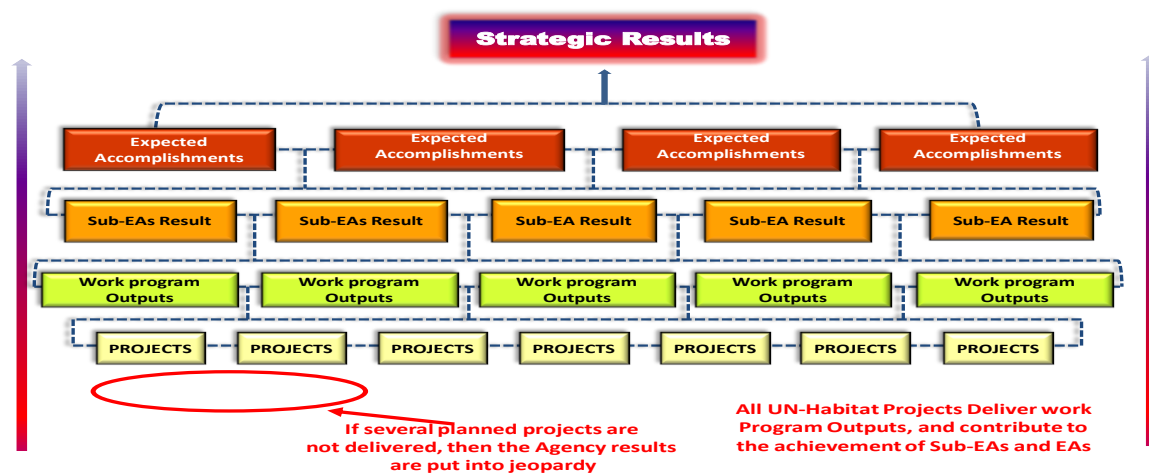 Strategic Results
Expected
Accomplishments
Expected
Accomplishments
Expected
Accomplishments
Expected
Accomplishments
Sub-EAs Result
Sub-EAs Result
Sub-EA Result
Sub-EA Result
Sub-EA Result
Work program
Outputs
Work program
Outputs
Work program
Outputs
Work program
Outputs
Work program
Outputs
PROJECTS
PROJECTS
PROJECTS
PROJECTS
PROJECTS
PROJECTS
PROJECTS
If several planned projects are
not delivered, then the Agency results
are put into jeopardy
All UN-Habitat Projects Deliver work
Program Outputs, and contribute to
the achievement of Sub-EAs and EAs